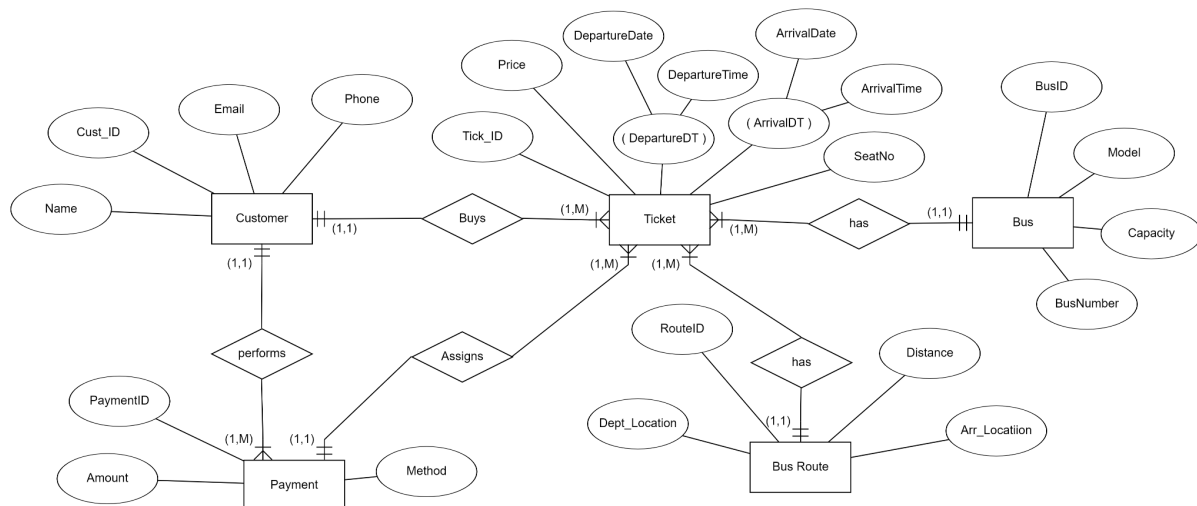 DepartureDate
ArrivalDate
Price
DepartureTime
ArrivalTime
BusID
Email
Phone
Cust_ID
Tick_ID
( DepartureDT )
( ArrivalDT )
SeatNo
Model
Name
Customer
(1,1)
Buys
(1,M)
Ticket
(1,M)
has
(1,1)
Bus
Capacity
(1,1)
(1,M)
(1,M)
BusNumber
RouteID
Distance
performs
Assigns
has
PaymentID
(1,M)
(1,1)
(1,1)
Dept_Location
Arr_Locatiion
Amount
Payment
Method
Bus Route